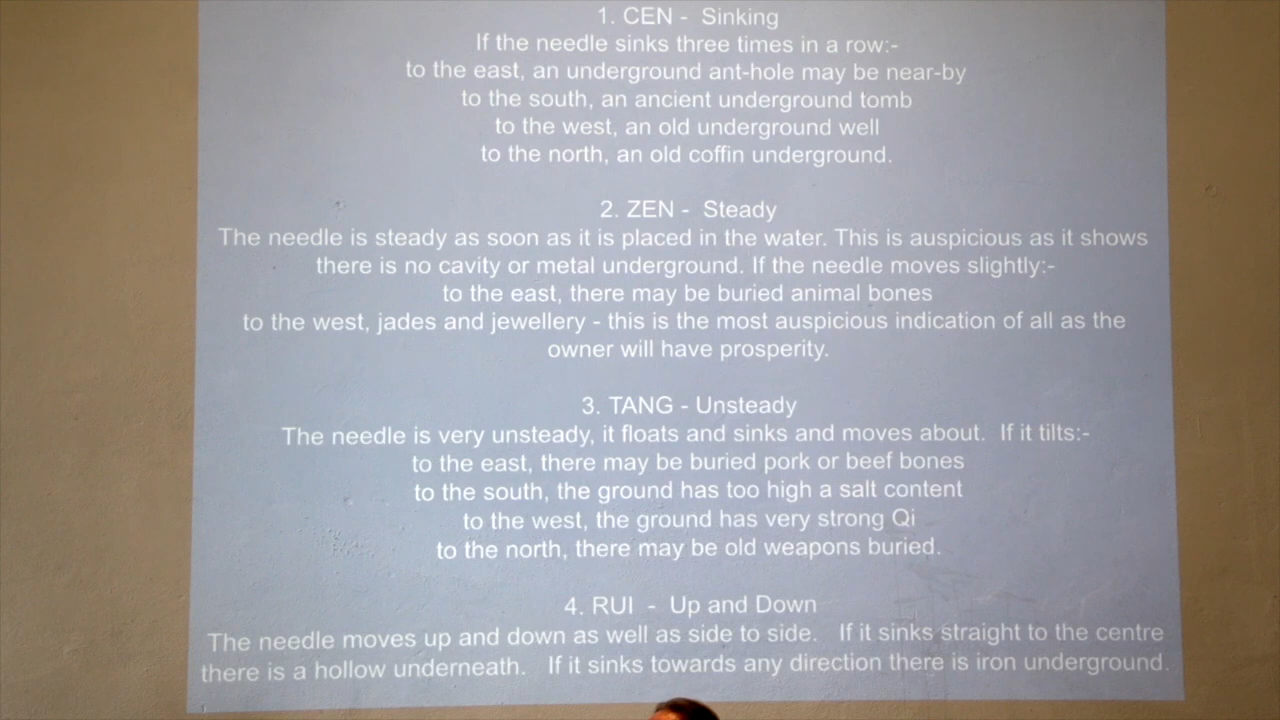 1. CEN - Sinking
If the needle sinks three times in a row:-
to the east, an underground ant-hole may be near-by
to the south, an ancient underground tomb
to the west, an old underground well
to the north, an old coffin underground.
2. ZEN - Steady
The needle is steady as soon as it is placed in the water. This is auspicious as it shows
there is no cavity or metal underground. If the needle moves slightly:-
to the east, there may be buried animal bones
to the west, jades and jewellery - this is the most auspicious indication of all as the
owner will have prosperity.
3. TANG - Unsteady
The needle is very unsteady, it floats and sinks and moves about. If it tilts:-
to the east, there may be buried pork or beef bones
to the south, the ground has too high a salt content
to the west, the ground has very strong Qi
to the north, there may be old weapons buried.
4. RUI - Up and Down
The needle moves up and down as well as side to side. If it sinks straight to the centre
there is a hollow underneath. If it sinks towards any direction there is iron underground.